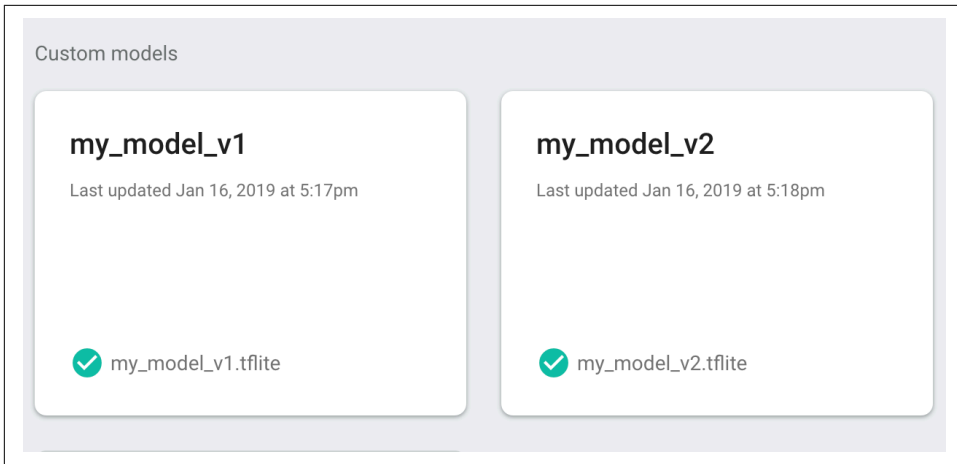 Custom models
my_model_v1
Last updated Jan 16, 2019 at 5:17pm
my_model_v1.tflite
my_model_v2
Last updated Jan 16, 2019 at 5:18pm
my_model_v2.tflite